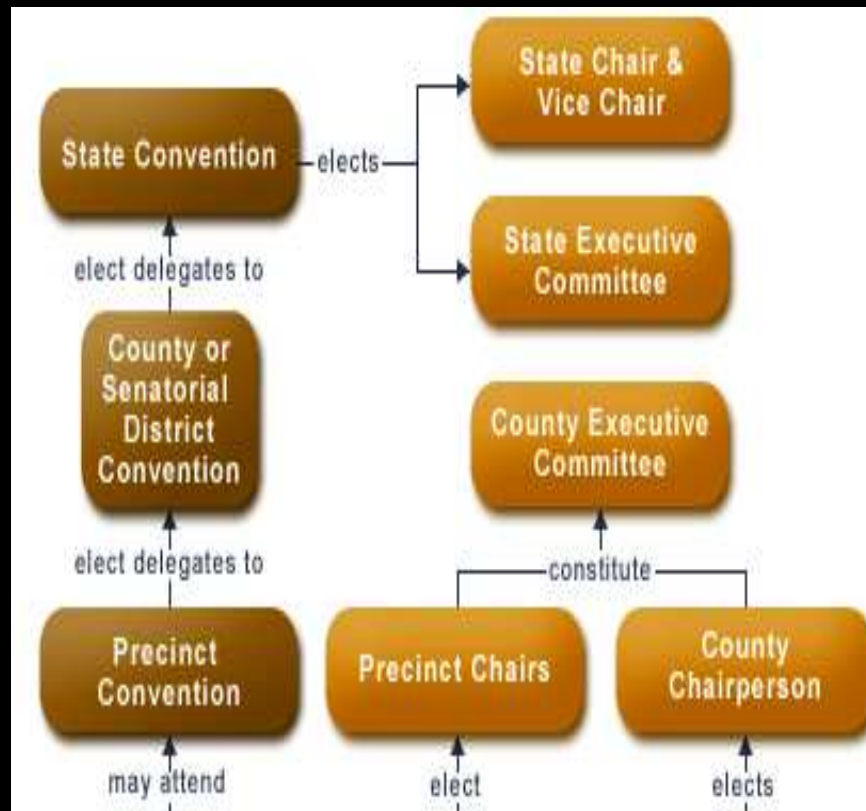 State Chair &
Vice Chair
State Convention
elects
State Executive
Committee
elect delegates to
County or
Senatorial
District
Convention
County Executive
Committee
elect delegates to
constitute
Precinct
Convention
Precinct Chairs
County
Chairperson
may attend
elect
elects